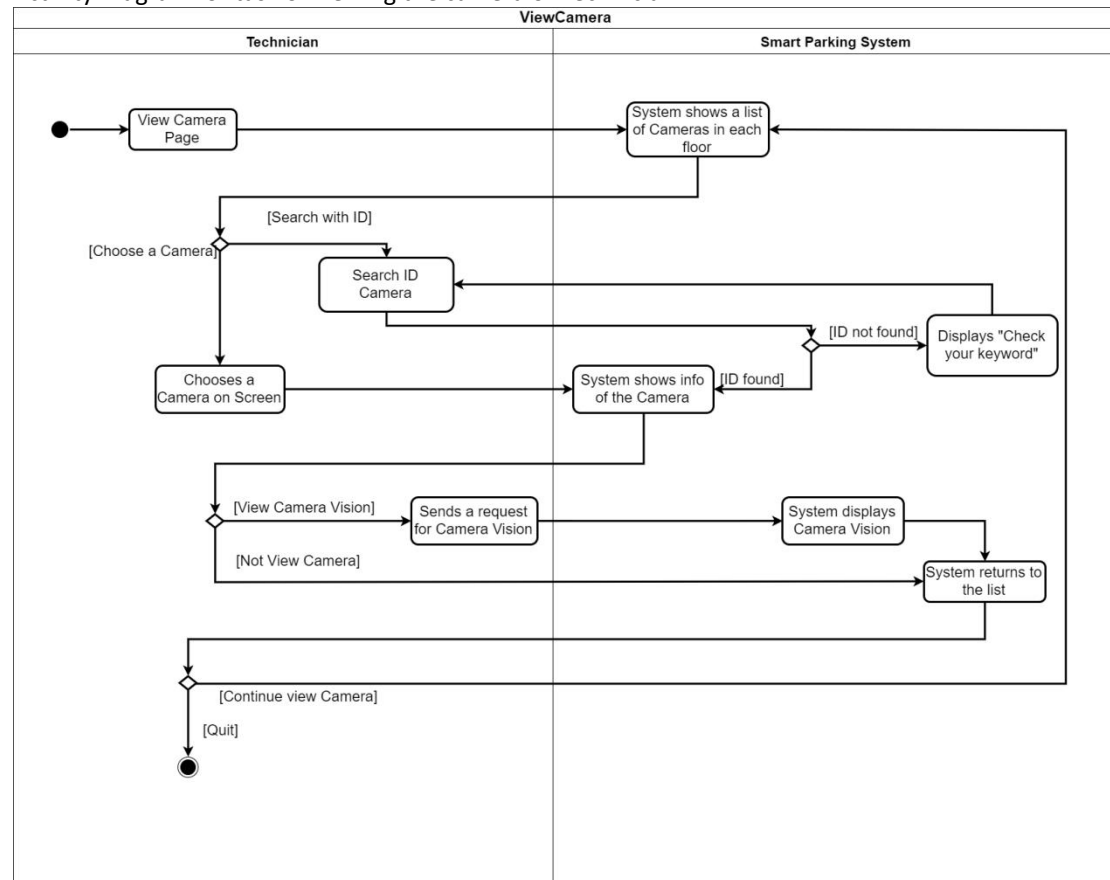 ViewCamera
Technician
Smart Parking System
View Camera
Page
System shows a list
of Cameras in each
floor
[Search with ID]
[Choose a Camera]
Search ID
Camera
[ID not found]
Displays "Check
your keyword"
Chooses a
Camera on Screen
System shows info
of the Camera
[ID found]
[View Camera Vision]
Sends a request
for Camera Vision
System displays
Camera Vision
[Not View Camera]
System returns to
the list
[Continue view Camera]
[Quit]